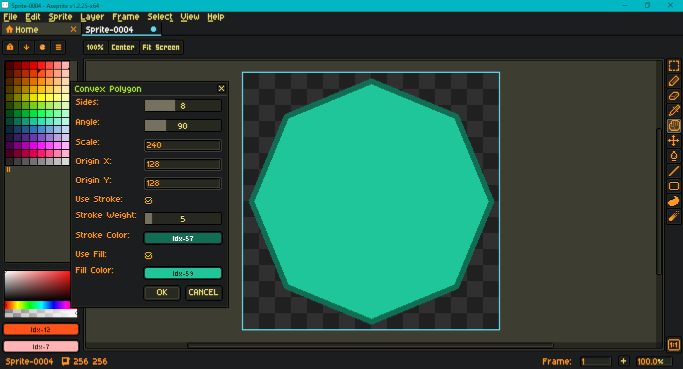 Sprite-0004 - Aseprite v1.2.25-x64
File Edit Sprite Layer Frame Select View Help
Home
Sprite-0004
100% Center Fit Screen
Convex Polygon
Sides: 8
Angle: 90
Scale: 240
Origin X: 128
Origin Y: 128
Use Stroke:
Stroke Weight: 5
Stroke Color: Idx-57
Use Fill:
Fill Color: Idx-59
OK CANCEL
Idx-12
Idx-7
Sprite-0004 256 256
Frame: 1 + 100.0%
1:1